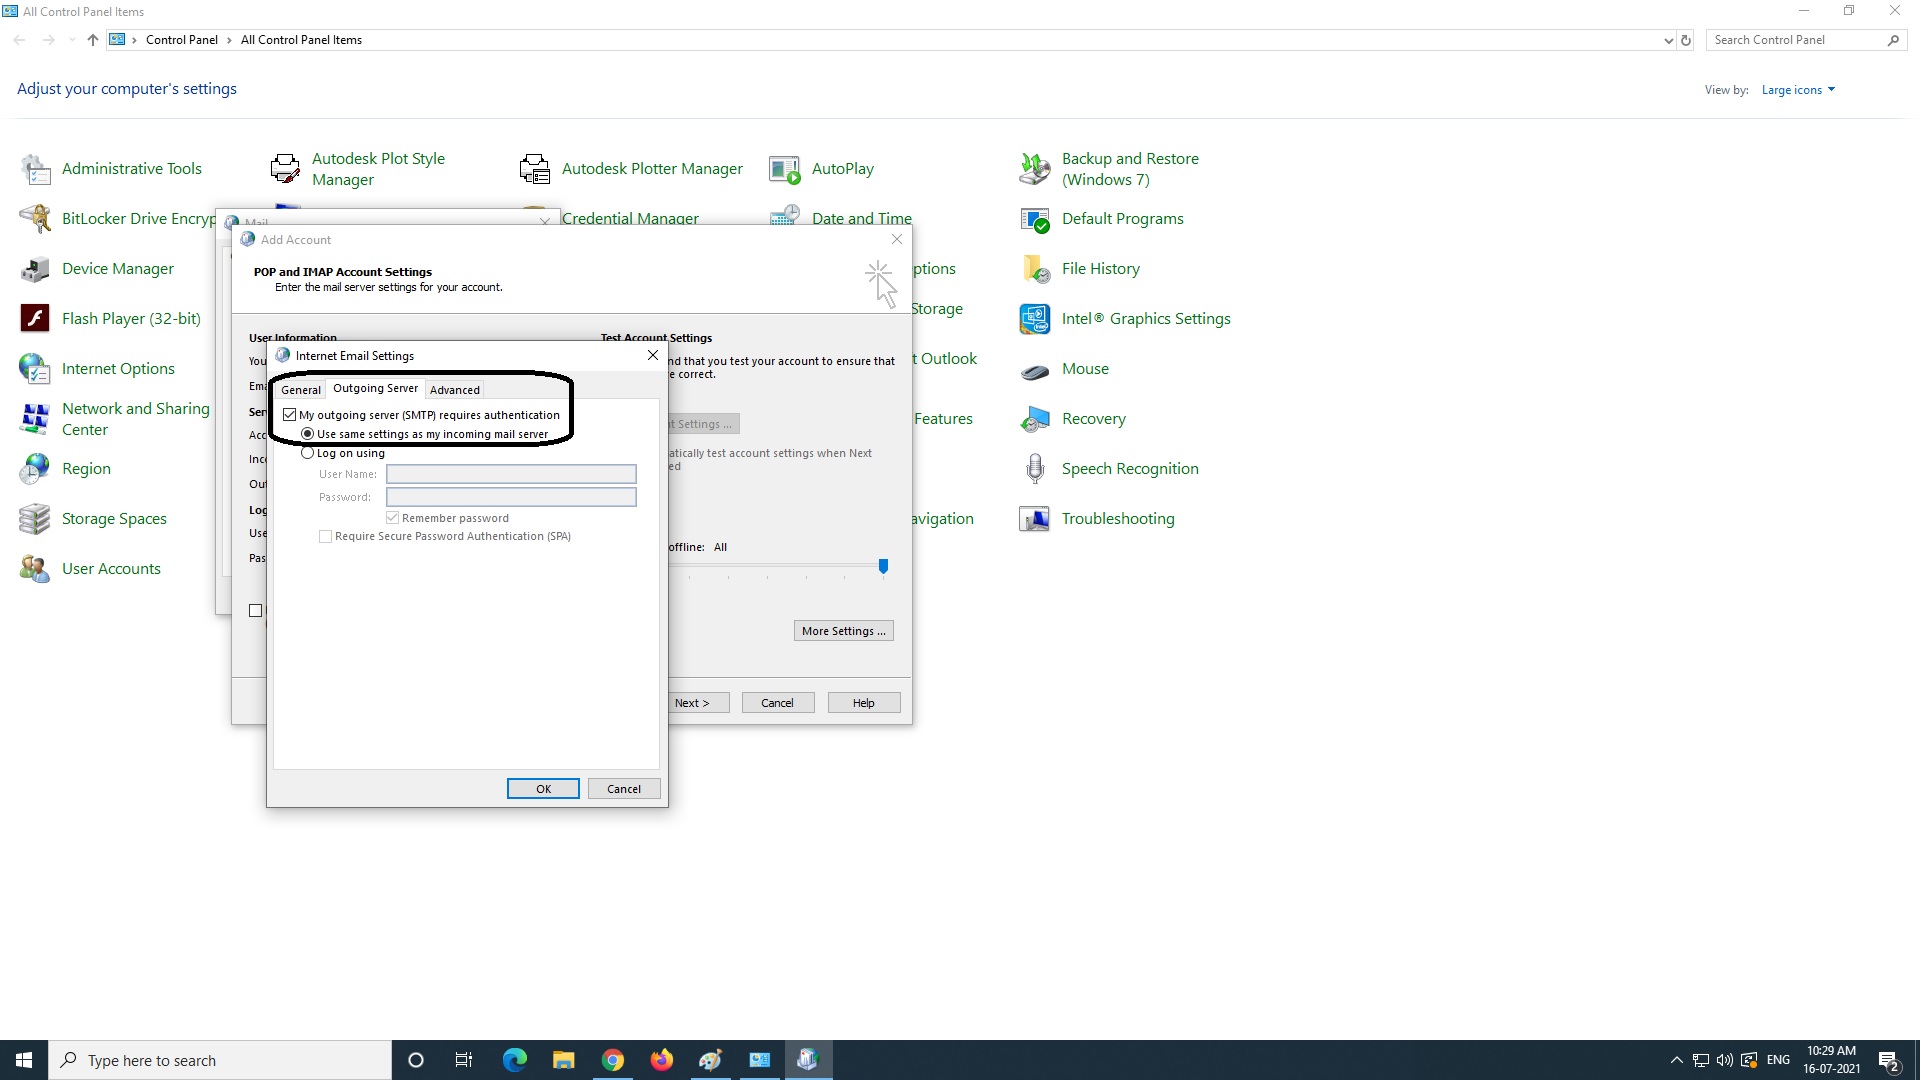 All Control Panel Items
Control Panel
All Control Panel Items
Search Control Panel
Adjust your computer's settings
View by:
Large icons
Administrative Tools
Autodesk Plot Style
Manager
Autodesk Plotter Manager
AutoPlay
Backup and Restore
(Windows 7)
BitLocker Drive Encryp
Mail
Credential Manager
Date and Time
Default Programs
Device Manager
Add Account
POP and IMAP Account Settings
Enter the mail server settings for your account.
ptions
File History
Flash Player (32-bit)
Storage
Intel® Graphics Settings
User Information
Test Account Settings
Internet Options
You
Internet Email Settings
nd that you test your account to ensure that
e correct.
t Outlook
Mouse
Ema
General
Outgoing Server
Advanced
Network and Sharing
Center
Ser
My outgoing server (SMTP) requires authentication
t Settings ...
Features
Recovery
Acc
Use same settings as my incoming mail server
Inc
Log on using
atically test account settings when Next
ed
Region
User Name:
Speech Recognition
Out
Password:
Log
Remember password
Storage Spaces
avigation
Troubleshooting
Use
Require Secure Password Authentication (SPA)
Pas
offline: All
User Accounts
More Settings ...
Next >
Cancel
Help
OK
Cancel
Type here to search
ENG
10:29 AM
16-07-2021
2